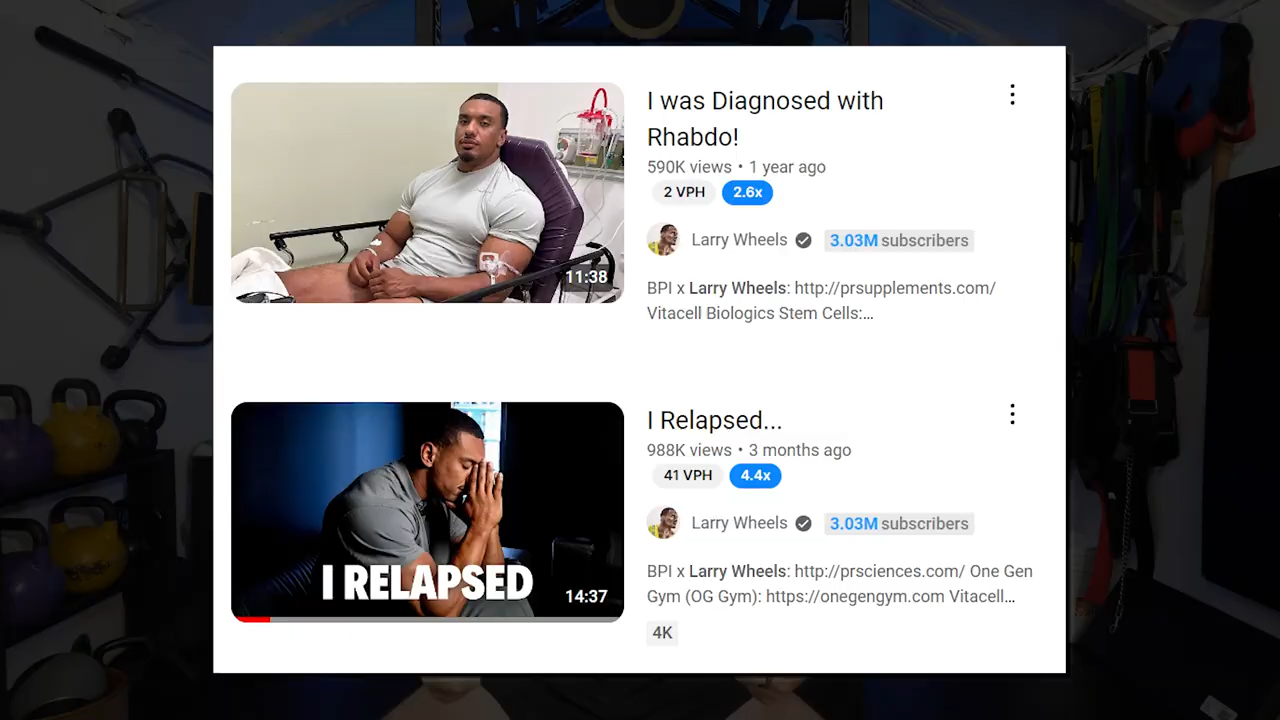 I was Diagnosed with
Rhabdo!
590K views • 1 year ago
2 VPH 2.6x
Larry Wheels 3.03M subscribers
BPI x Larry Wheels: http://prsupplements.com/
Vitacell Biologics Stem Cells:...
11:38
I Relapsed...
988K views • 3 months ago
41 VPH 4.4x
Larry Wheels 3.03M subscribers
BPI x Larry Wheels: http://prsciences.com/ One Gen
Gym (OG Gym): https://onegengym.com Vitacell...
4K
I RELAPSED
14:37